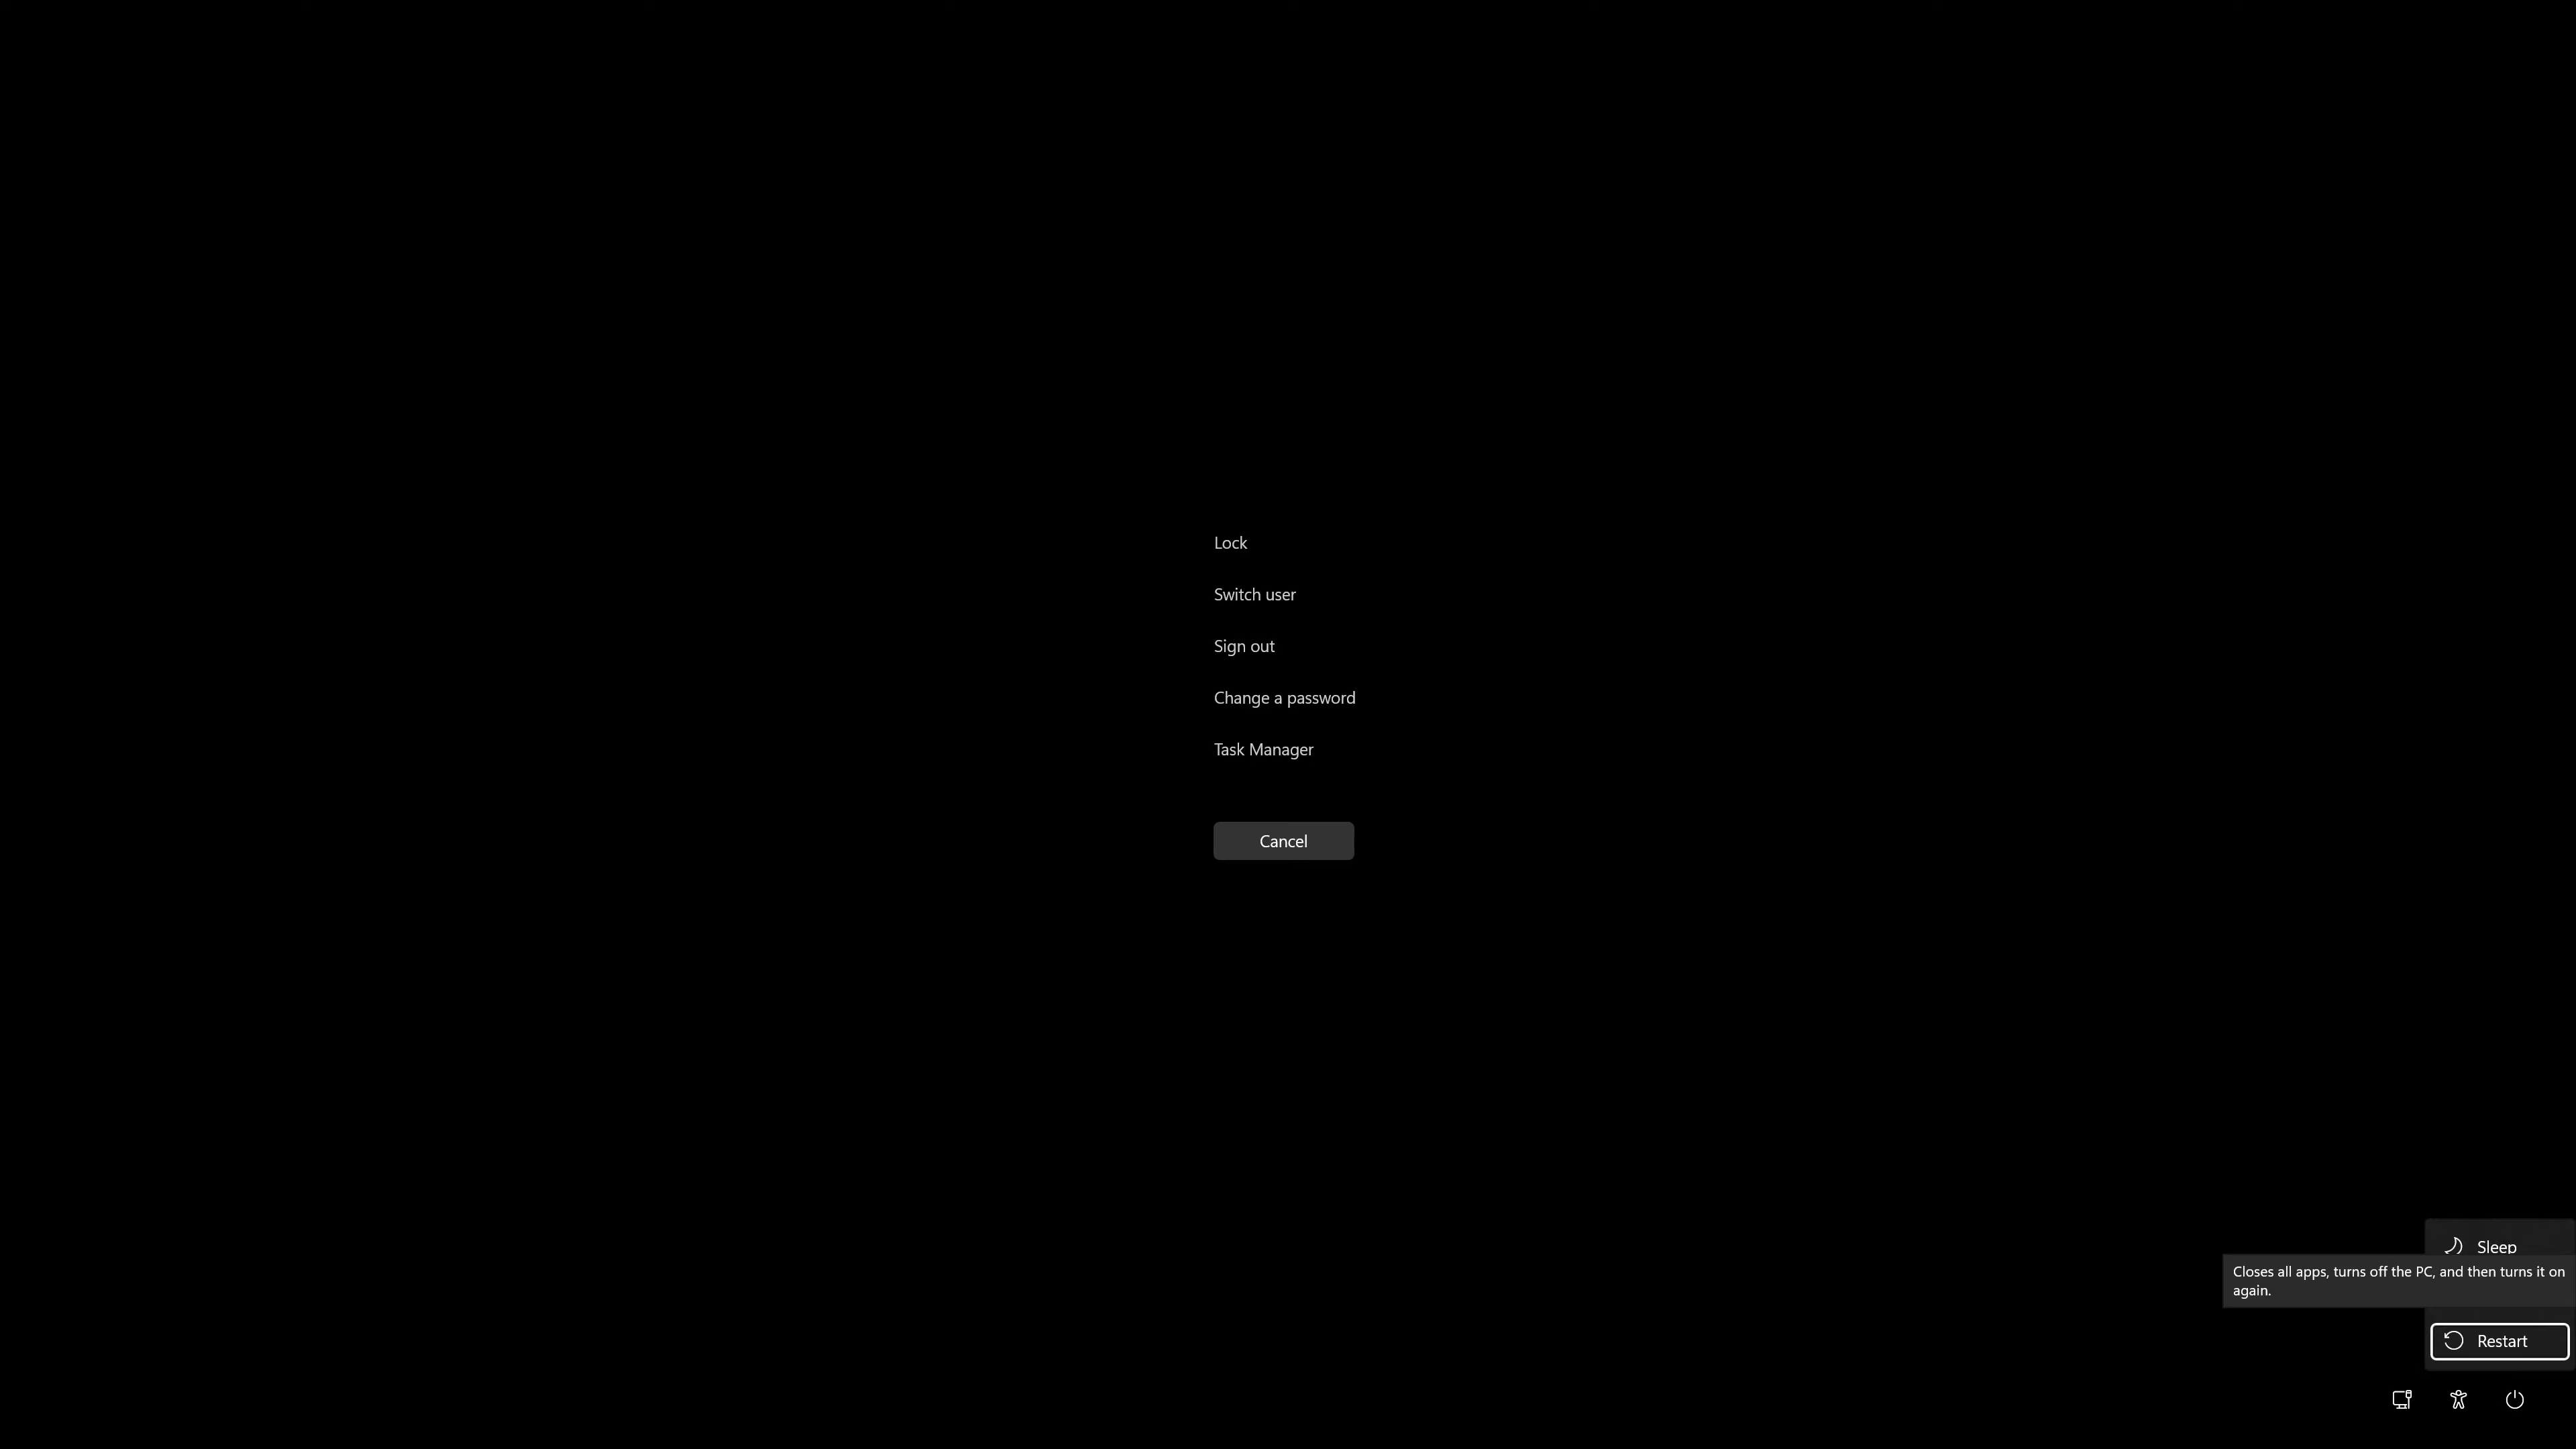 Lock
Switch user
Sign out
Change a password
Task Manager
Cancel
Sleep
Closes all apps, turns off the PC, and then turns it on
again.
Restart